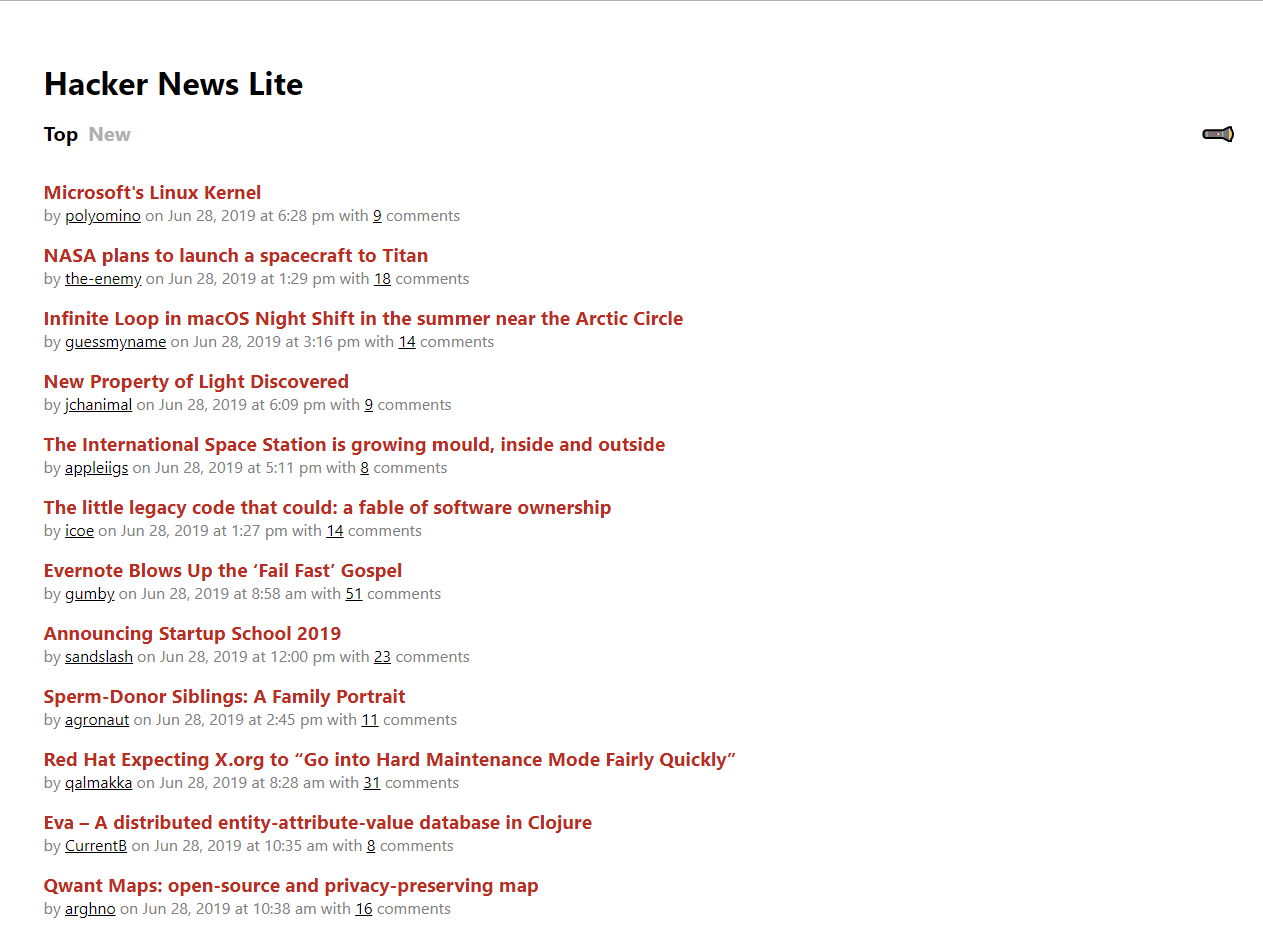 Hacker News Lite
Top New
Microsoft's Linux Kernel
by polyomino on Jun 28, 2019 at 6:28 pm with 9 comments
NASA plans to launch a spacecraft to Titan
by the-enemy on Jun 28, 2019 at 1:29 pm with 18 comments
Infinite Loop in macOS Night Shift in the summer near the Arctic Circle
by guessmyname on Jun 28, 2019 at 3:16 pm with 14 comments
New Property of Light Discovered
by jchanimal on Jun 28, 2019 at 6:09 pm with 9 comments
The International Space Station is growing mould, inside and outside
by appleiigs on Jun 28, 2019 at 5:11 pm with 8 comments
The little legacy code that could: a fable of software ownership
by icoe on Jun 28, 2019 at 1:27 pm with 14 comments
Evernote Blows Up the ‘Fail Fast’ Gospel
by gumby on Jun 28, 2019 at 8:58 am with 51 comments
Announcing Startup School 2019
by sandslash on Jun 28, 2019 at 12:00 pm with 23 comments
Sperm-Donor Siblings: A Family Portrait
by agronaut on Jun 28, 2019 at 2:45 pm with 11 comments
Red Hat Expecting X.org to “Go into Hard Maintenance Mode Fairly Quickly”
by qalmakka on Jun 28, 2019 at 8:28 am with 31 comments
Eva – A distributed entity-attribute-value database in Clojure
by CurrentB on Jun 28, 2019 at 10:35 am with 8 comments
Qwant Maps: open-source and privacy-preserving map
by arghno on Jun 28, 2019 at 10:38 am with 16 comments